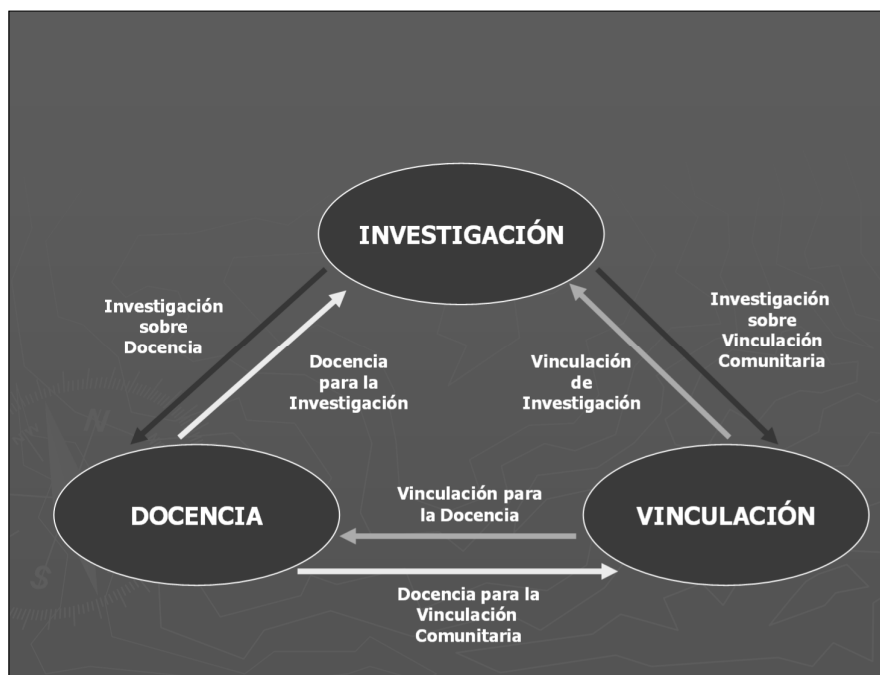 INVESTIGACIÓN
Investigación
sobre
Docencia
Docencia
para la
Investigación
Vinculación
de
Investigación
Investigación
sobre
Vinculación
Comunitaria
DOCENCIA
Vinculación para
la Docencia
VINCULACIÓN
Docencia para la
Vinculación
Comunitaria
N
S